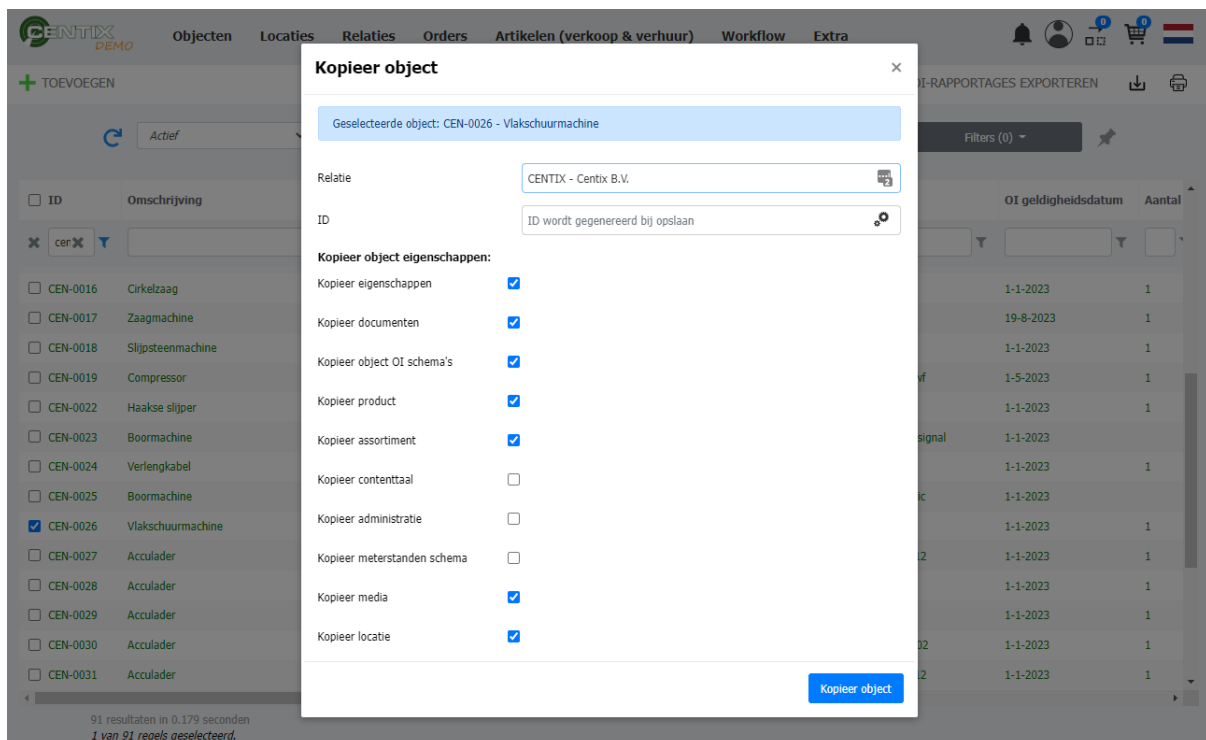 CENTIX
DEMO
Objecten Locaties Relaties Orders Artikelen (verkoop & verhuur) Workflow Extra
0 0
TOEVOEGEN
OI-RAPPORTAGES EXPORTEREN
Kopieer object ×
Geselecteerde object: CEN-0026 - Vlakschuurmachine
Actief
Filters (0)
Relatie CENTIX - Centix B.V. 2
ID Omschrijving OI geldigheidsdatum Aantal
ID ID wordt gegenereerd bij opslaan
cen
Kopieer object eigenschappen:
Kopieer eigenschappen
Kopieer documenten
Kopieer object OI schema's
Kopieer product
Kopieer assortiment
Kopieer contenttaal
Kopieer administratie
Kopieer meterstanden schema
Kopieer media
Kopieer locatie
Kopieer object
CEN-0016 Cirkelzaag 1-1-2023 1
CEN-0017 Zaagmachine 19-8-2023 1
CEN-0018 Slijpsteenmachine 1-1-2023 1
CEN-0019 Compressor vf 1-5-2023 1
CEN-0022 Haakse slijper 1-1-2023 1
CEN-0023 Boormachine signal 1-1-2023
CEN-0024 Verlengkabel 1-1-2023 1
CEN-0025 Boormachine ic 1-1-2023
CEN-0026 Vlakschuurmachine 1-1-2023 1
CEN-0027 Acculader 12 1-1-2023 1
CEN-0028 Acculader 1-1-2023 1
CEN-0029 Acculader 1-1-2023 1
CEN-0030 Acculader 02 1-1-2023 1
CEN-0031 Acculader 12 1-1-2023 1
91 resultaten in 0.179 seconden
1 van 91 regels geselecteerd.